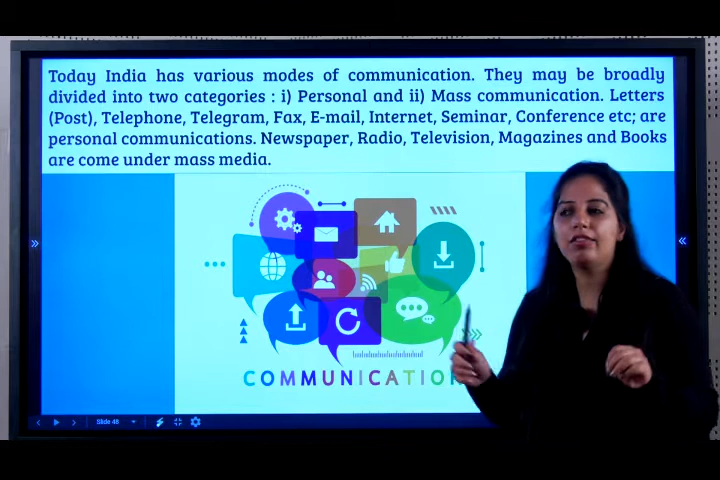 Today India has various modes of communication. They may be broadly
divided into two categories : i) Personal and ii) Mass communication. Letters
(Post), Telephone, Telegram, Fax, E-mail, Internet, Seminar, Conference etc; are
personal communications. Newspaper, Radio, Television, Magazines and Books
are come under mass media.
COMMUNICATIO
Slide 48